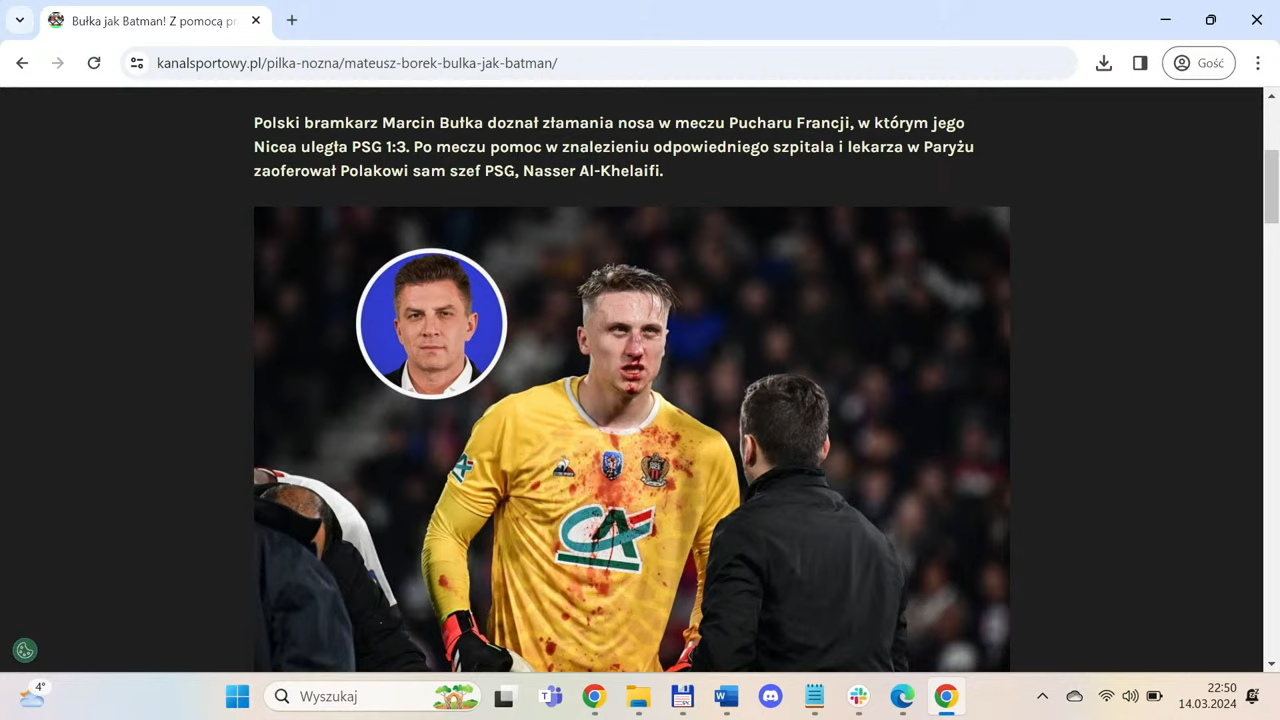 Bułka jak Batman! Z pomocą
kanalsportowy.pl/pilka-nozna/mateusz-borek-bulka-jak-batman/
Gość
Polski bramkarz Marcin Bułka doznał złamania nosa w meczu Pucharu Francji, w którym jego
Nicea uległa PSG 1:3. Po meczu pomoc w znalezieniu odpowiedniego szpitala i lekarza w Paryżu
zaoferował Polakowi sam szef PSG, Nasser Al-Khelaifi.
CA
4°
Wyszukaj
22:50
14.03.2024